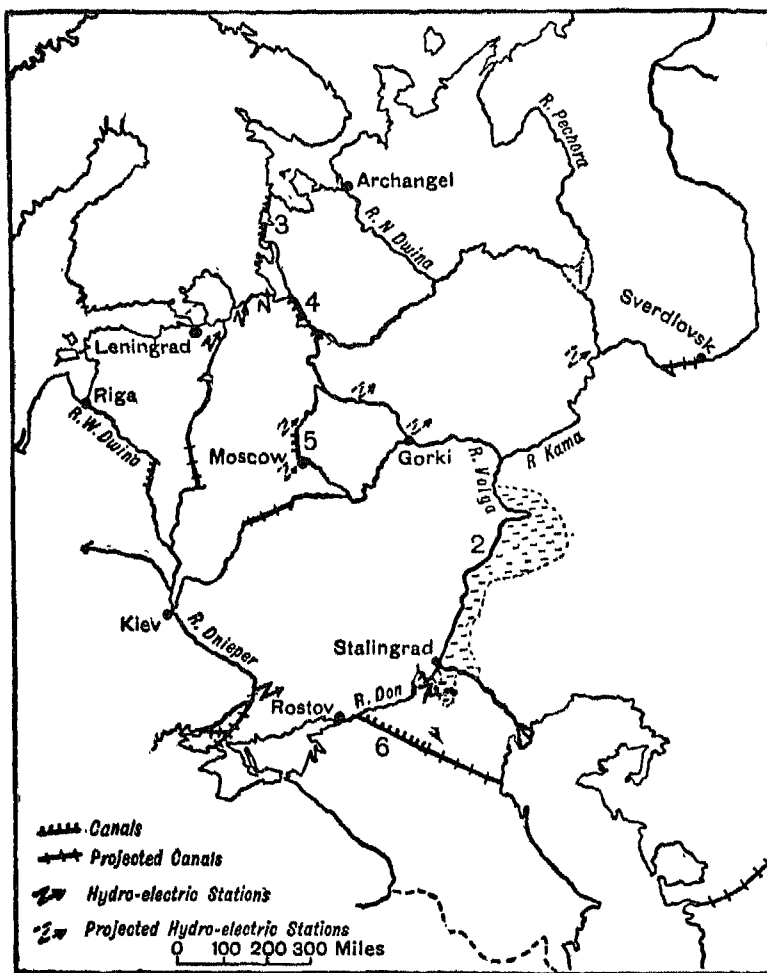 R. Pechora
Archangel
R. N Dwina
3
1
4
Sverdlovsk
Leningrad
Riga
R. W. Dwina
5
Moscow
Gorki
R Kama
R. Volga
2
Kiev
R. Dnieper
Stalingrad
Rostov
R. Don
6
Canals
Projected Canals
Hydro-electric Stations
Projected Hydro-electric Stations
0 100 200 300 Miles